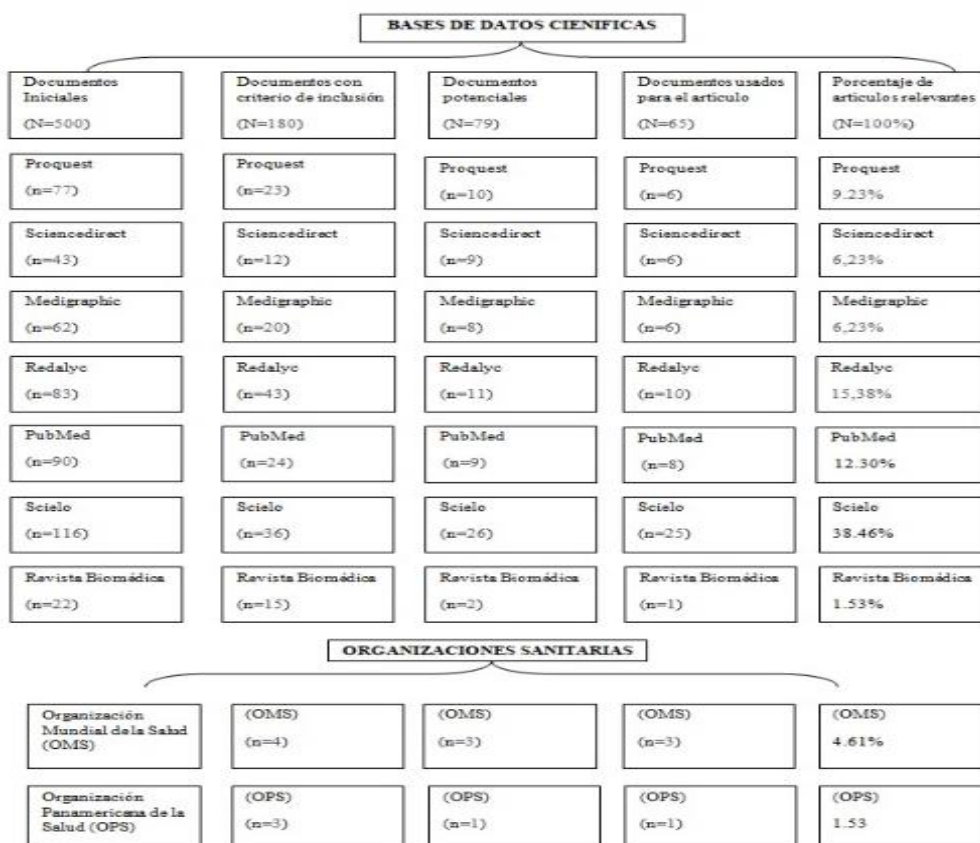 BASES DE DATOS CIENIFICAS
Documentos
Iniciales
(N=500)
Documentos con
criterio de inclusión
(N=180)
Documentos
potenciales
(N=79)
Documentos usados
para el artículo
(N=65)
Porcentaje de
artículos relevantes
(N=100%)
Proquest
(n=77)
Proquest
(n=23)
Proquest
(n=10)
Proquest
(n=6)
Proquest
9.23%
Sciencedirect
(n=43)
Sciencedirect
(n=12)
Sciencedirect
(n=9)
Sciencedirect
(n=6)
Sciencedirect
6,23%
Medigraphic
(n=62)
Medigraphic
(n=20)
Medigraphic
(n=8)
Medigraphic
(n=6)
Medigraphic
6,23%
Redalyc
(n=83)
Redalyc
(n=43)
Redalyc
(n=11)
Redalyc
(n=10)
Redalyc
15,38%
PubMed
(n=90)
PubMed
(n=24)
PubMed
(n=9)
PubMed
(n=8)
PubMed
12.30%
Scielo
(n=116)
Scielo
(n=36)
Scielo
(n=26)
Scielo
(n=25)
Scielo
38.46%
Revista Biomédica
(n=22)
Revista Biomédica
(n=15)
Revista Biomédica
(n=2)
Revista Biomédica
(n=1)
Revista Biomédica
1.53%
ORGANIZACIONES SANITARIAS
Organización
Mundial de la Salud
(OMS)
(OMS)
(n=4)
(OMS)
(n=3)
(OMS)
(n=3)
(OMS)
4.61%
Organización
Panamericana de la
Salud (OPS)
(OPS)
(n=3)
(OPS)
(n=1)
(OPS)
(n=1)
(OPS)
1.53